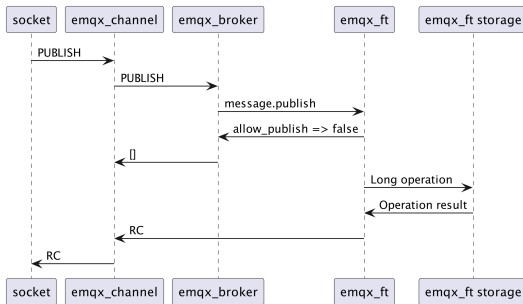 socket emqx_channel emqx_broker emqx_ft emqx_ft storage
PUBLISH
PUBLISH
message.publish
allow_publish => false
[]
Long operation
Operation result
RC
RC
socket emqx_channel emqx_broker emqx_ft emqx_ft storage